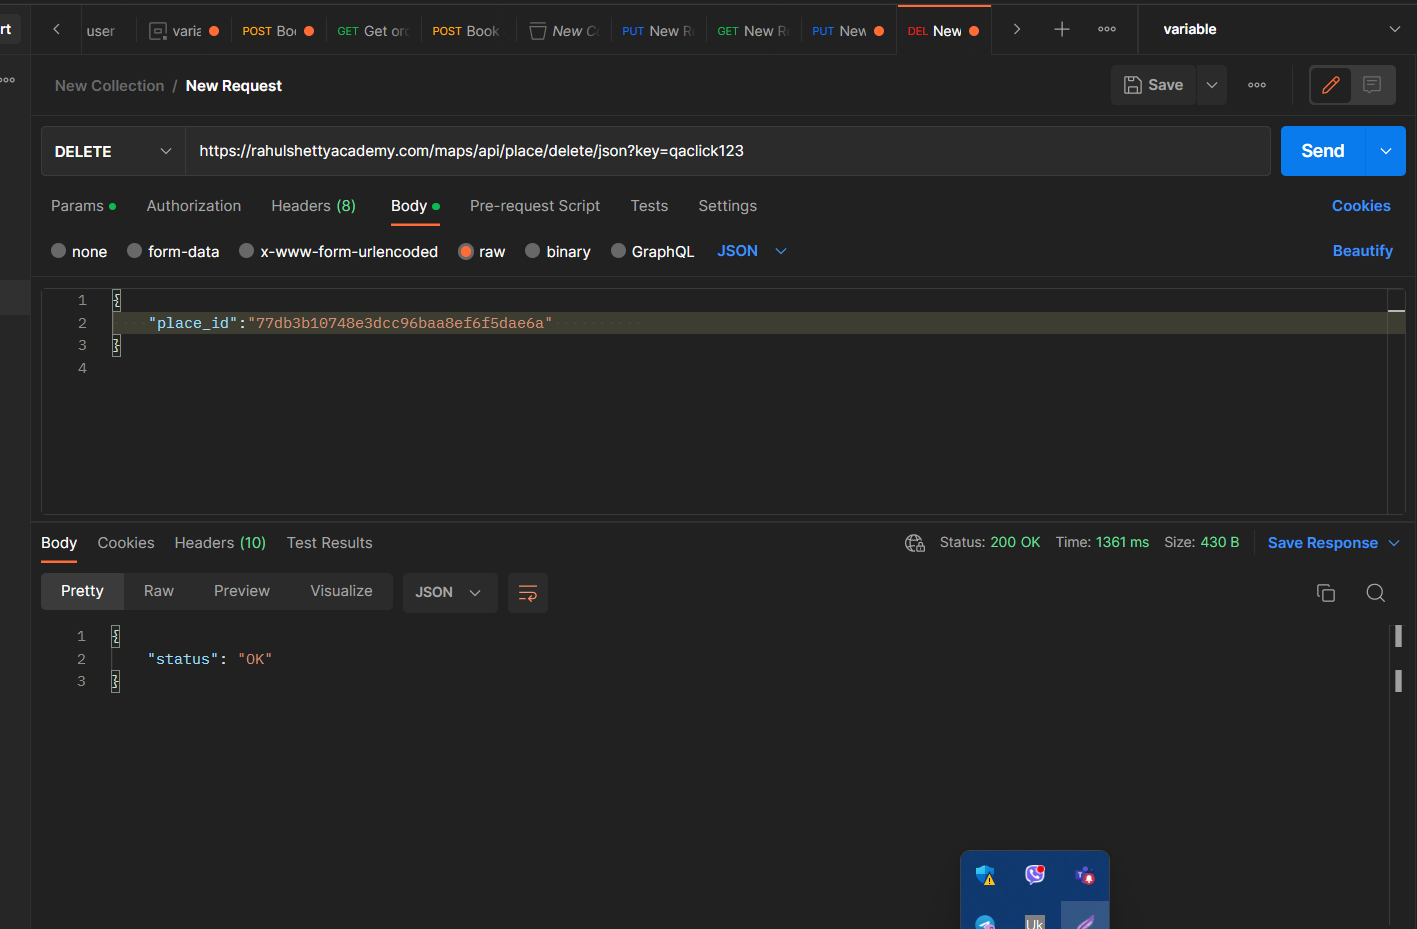 rt user varia POST Boo GET Get ord POST Book New Co PUT New Re GET New Re PUT New DEL New variable
New Collection / New Request Save
DELETE https://rahulshettyacademy.com/maps/api/place/delete/json?key=qaclick123 Send
Params Authorization Headers (8) Body Pre-request Script Tests Settings Cookies
none form-data x-www-form-urlencoded raw binary GraphQL JSON Beautify
1 {
2 "place_id":"77db3b10748e3dcc96baa8ef6f5dae6a"
3 }
4
Body Cookies Headers (10) Test Results Status: 200 OK Time: 1361 ms Size: 430 B Save Response
Pretty Raw Preview Visualize JSON
1 {
2 "status": "OK"
3 }
Uk